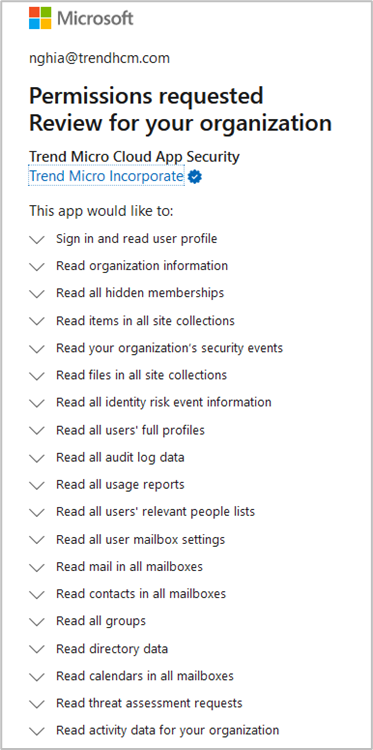 Microsoft
nghia@trendhcm.com
Permissions requested
Review for your organization
Trend Micro Cloud App Security
Trend Micro Incorporate
This app would like to:
Sign in and read user profile
Read organization information
Read all hidden memberships
Read items in all site collections
Read your organization's security events
Read files in all site collections
Read all identity risk event information
Read all users' full profiles
Read all audit log data
Read all usage reports
Read all users' relevant people lists
Read all user mailbox settings
Read mail in all mailboxes
Read contacts in all mailboxes
Read all groups
Read directory data
Read calendars in all mailboxes
Read threat assessment requests
Read activity data for your organization